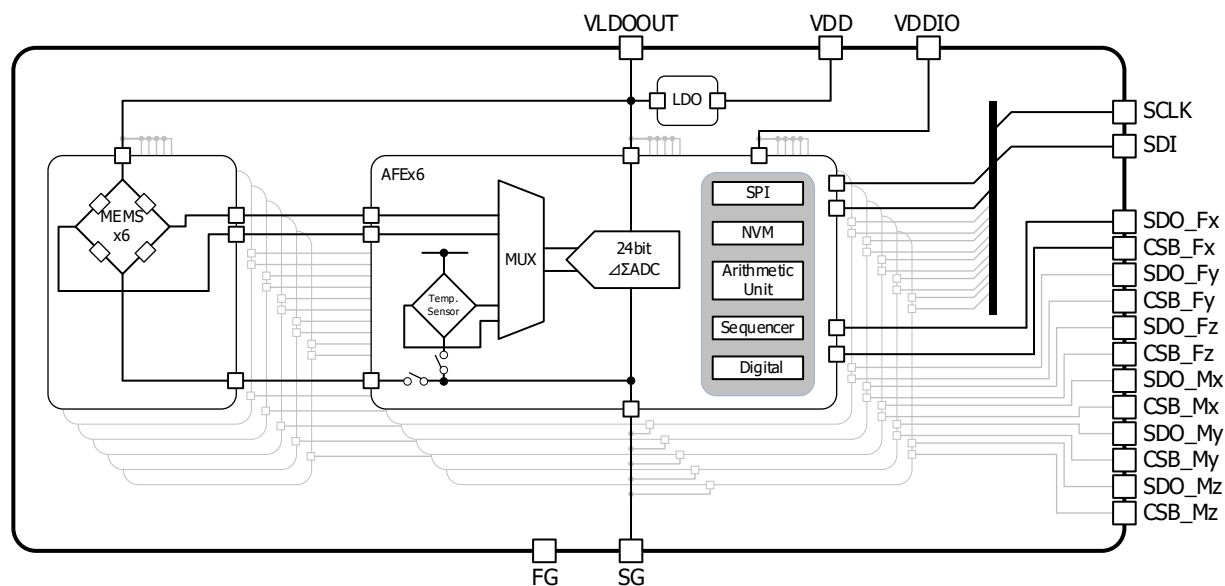 VLDOOUT
VDD
VDDIO
LDO
SCLK
SDI
AFEx6
MEMS
x6
SPI
NVM
MUX
24bit
⊿ΣADC
Arithmetic
Unit
Temp.
Sensor
Sequencer
Digital
SDO_Fx
CSB_Fx
SDO_Fy
CSB_Fy
SDO_Fz
CSB_Fz
SDO_Mx
CSB_Mx
SDO_My
CSB_My
SDO_Mz
CSB_Mz
FG
SG